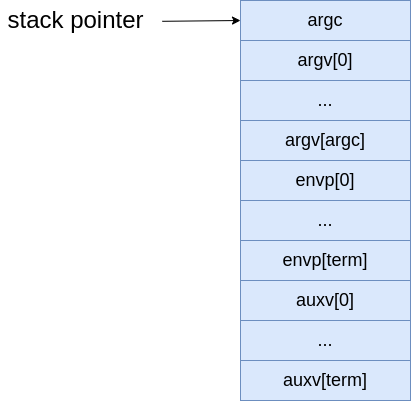 stack pointer
argc
argv[0]
...
argv[argc]
envp[0]
...
envp[term]
auxv[0]
...
auxv[term]